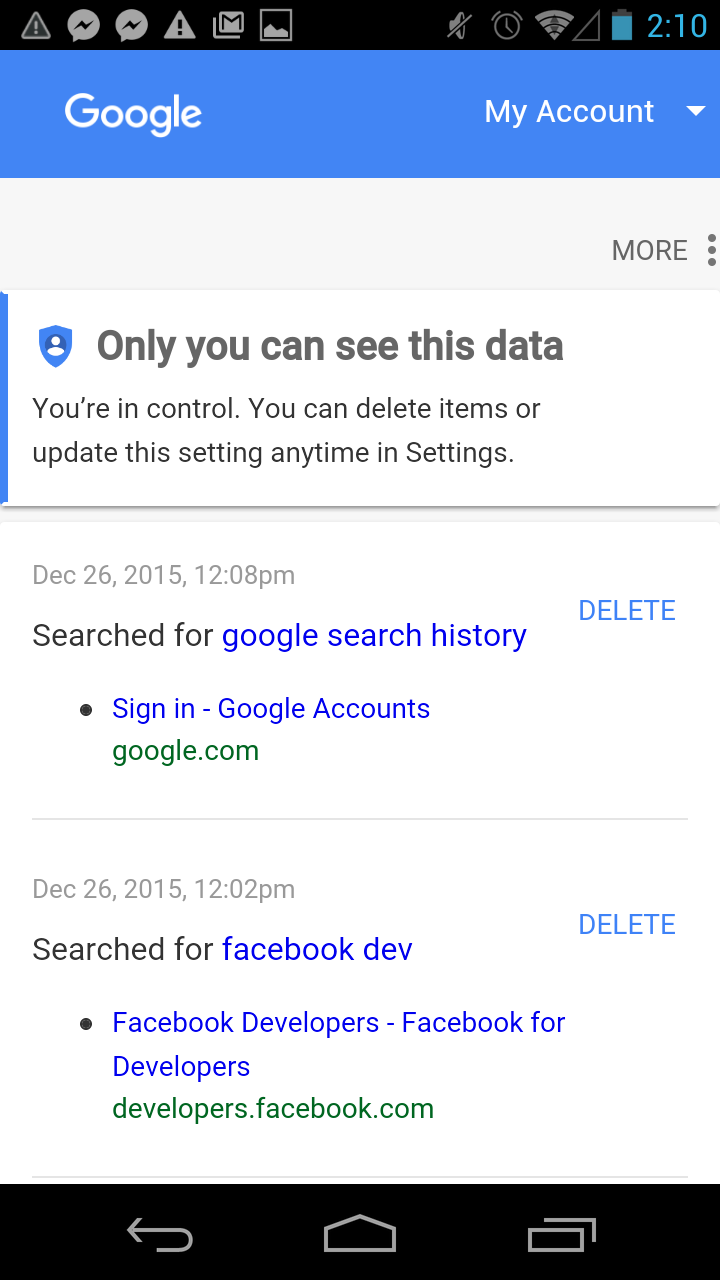 2:10
Google
My Account
MORE
Only you can see this data
You’re in control. You can delete items or
update this setting anytime in Settings.
Dec 26, 2015, 12:08pm
DELETE
Searched for google search history
Sign in - Google Accounts
google.com
Dec 26, 2015, 12:02pm
DELETE
Searched for facebook dev
Facebook Developers - Facebook for
Developers
developers.facebook.com